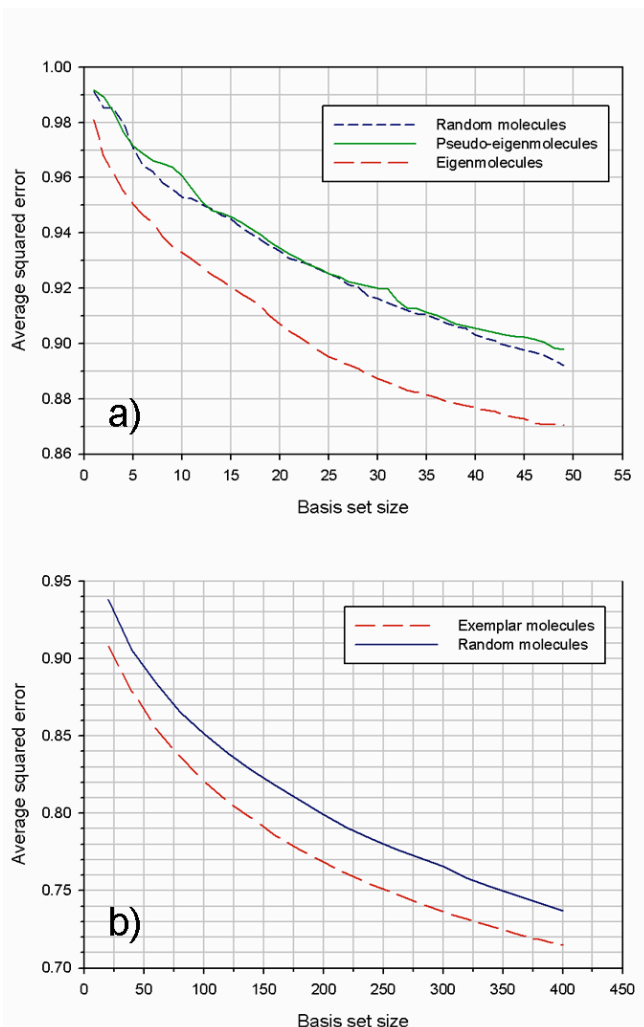 1.00
0.98
0.96
0.94
0.92
0.90
0.88
0.86
Average squared error
Random molecules
Pseudo-eigenmolecules
Eigenmolecules
a)
0 5 10 15 20 25 30 35 40 45 50 55
Basis set size
0.95
0.90
0.85
0.80
0.75
0.70
Average squared error
Exemplar molecules
Random molecules
b)
0 50 100 150 200 250 300 350 400 450
Basis set size